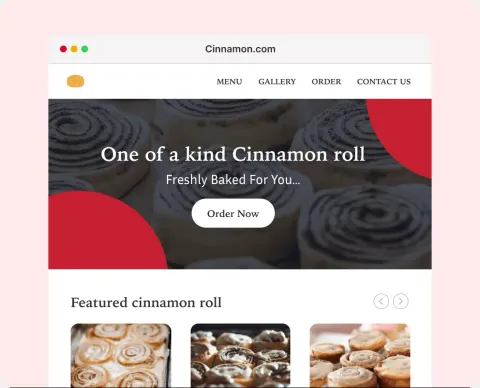 Cinnamon.com
MENU GALLERY ORDER CONTACT US
One of a kind Cinnamon roll
Freshly Baked For You...
Order Now
Featured cinnamon roll